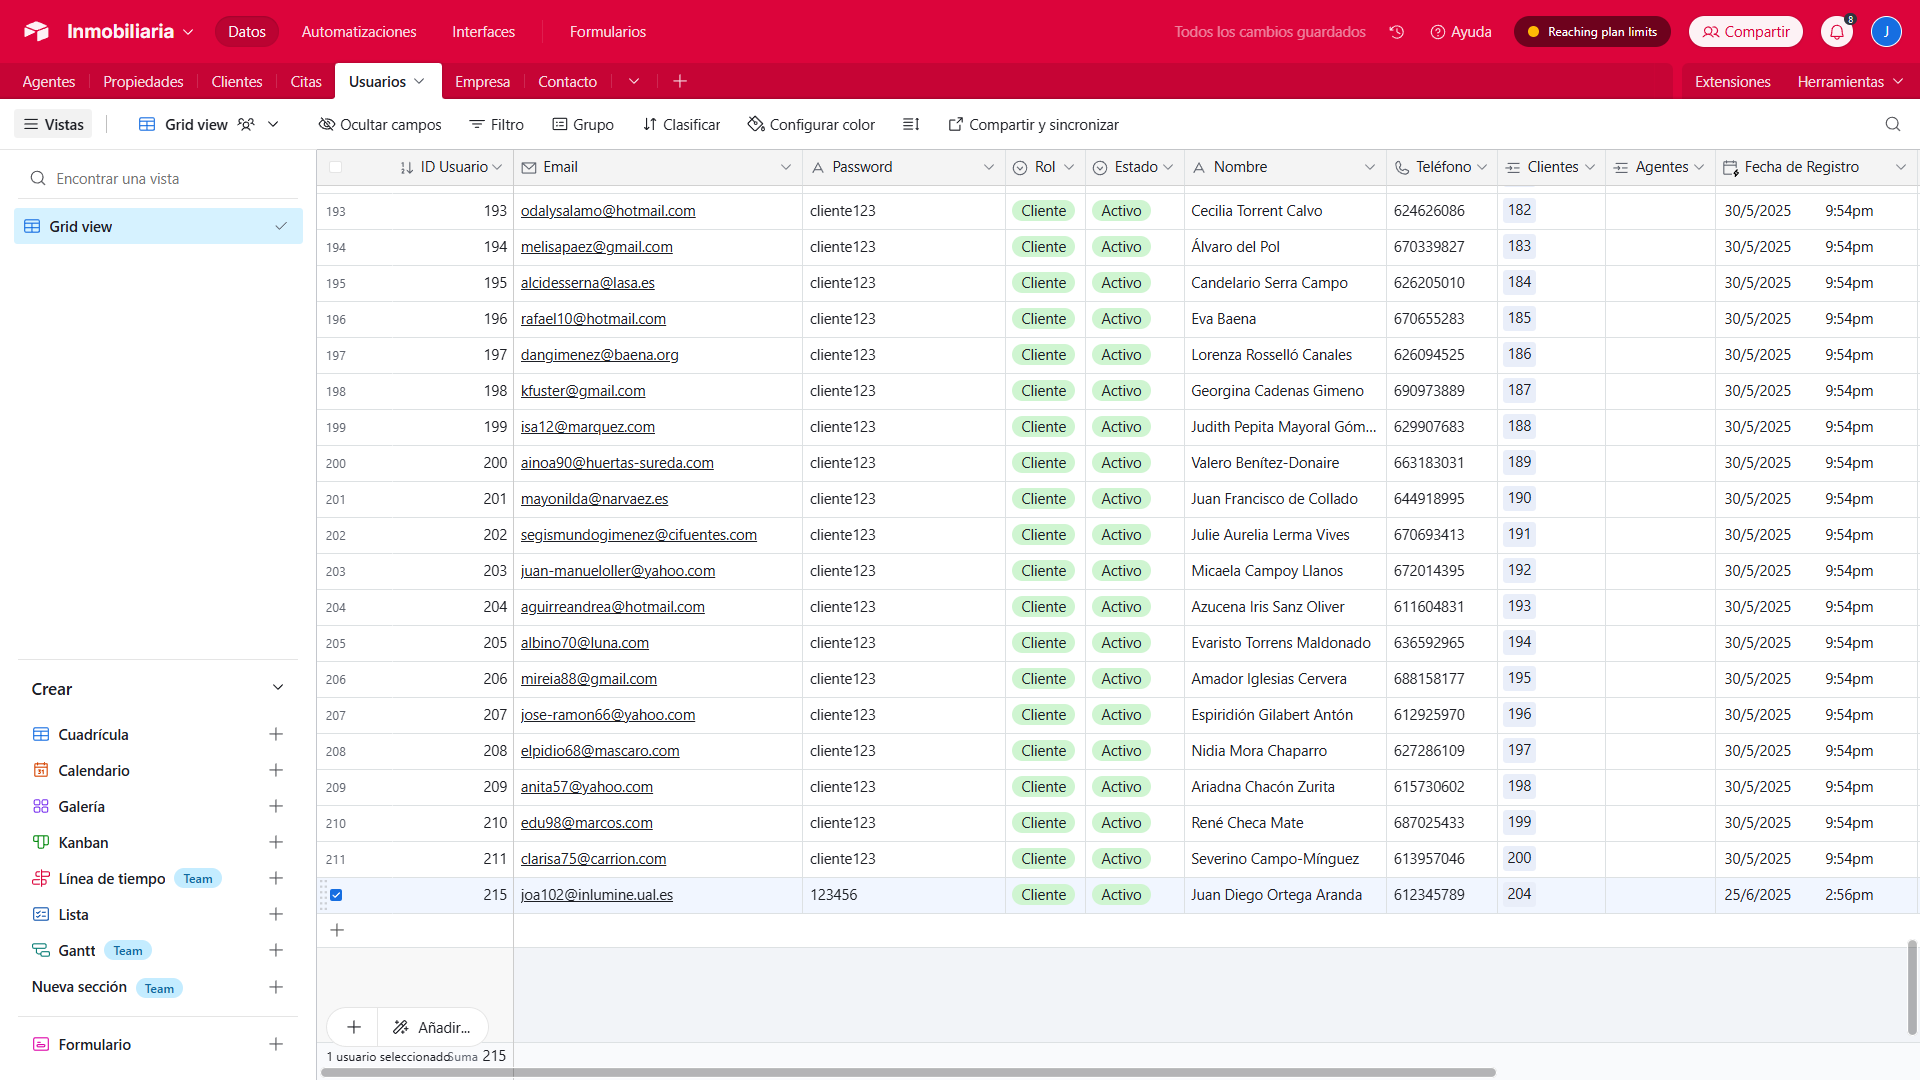 Inmobiliaria Datos Automatizaciones Interfaces Formularios Todos los cambios guardados Ayuda Reaching plan limits Compartir 8 J
Agentes Propiedades Clientes Citas Usuarios Empresa Contacto Extensiones Herramientas
Vistas Grid view Ocultar campos Filtro Grupo Clasificar Configurar color Compartir y sincronizar
Encontrar una vista
Grid view
Crear
Cuadrícula
Calendario
Galería
Kanban
Línea de tiempo Team
Lista
Gantt Team
Nueva sección Team
Formulario
ID Usuario Email Password Rol Estado Nombre Teléfono Clientes Agentes Fecha de Registro
193 193 odalysalamo@hotmail.com cliente123 Cliente Activo Cecilia Torrent Calvo 624626086 182 30/5/2025 9:54pm
194 194 melisapaez@gmail.com cliente123 Cliente Activo Álvaro del Pol 670339827 183 30/5/2025 9:54pm
195 195 alcidesserna@lasa.es cliente123 Cliente Activo Candelario Serra Campo 626205010 184 30/5/2025 9:54pm
196 196 rafael10@hotmail.com cliente123 Cliente Activo Eva Baena 670655283 185 30/5/2025 9:54pm
197 197 dangimenez@baena.org cliente123 Cliente Activo Lorenza Rosselló Canales 626094525 186 30/5/2025 9:54pm
198 198 kfuster@gmail.com cliente123 Cliente Activo Georgina Cadenas Gimeno 690973889 187 30/5/2025 9:54pm
199 199 isa12@marquez.com cliente123 Cliente Activo Judith Pepita Mayoral Góm... 629907683 188 30/5/2025 9:54pm
200 200 ainoa90@huertas-sureda.com cliente123 Cliente Activo Valero Benítez-Donaire 663183031 189 30/5/2025 9:54pm
201 201 mayonilda@narvaez.es cliente123 Cliente Activo Juan Francisco de Collado 644918995 190 30/5/2025 9:54pm
202 202 segismundogimenez@cifuentes.com cliente123 Cliente Activo Julie Aurelia Lerma Vives 670693413 191 30/5/2025 9:54pm
203 203 juan-manueloller@yahoo.com cliente123 Cliente Activo Micaela Campoy Llanos 672014395 192 30/5/2025 9:54pm
204 204 aguirreandrea@hotmail.com cliente123 Cliente Activo Azucena Iris Sanz Oliver 611604831 193 30/5/2025 9:54pm
205 205 albino70@luna.com cliente123 Cliente Activo Evaristo Torrens Maldonado 636592965 194 30/5/2025 9:54pm
206 206 mireia88@gmail.com cliente123 Cliente Activo Amador Iglesias Cervera 688158177 195 30/5/2025 9:54pm
207 207 jose-ramon66@yahoo.com cliente123 Cliente Activo Espiridión Gilabert Antón 612925970 196 30/5/2025 9:54pm
208 208 elpidio68@mascaro.com cliente123 Cliente Activo Nidia Mora Chaparro 627286109 197 30/5/2025 9:54pm
209 209 anita57@yahoo.com cliente123 Cliente Activo Ariadna Chacón Zurita 615730602 198 30/5/2025 9:54pm
210 210 edu98@marcos.com cliente123 Cliente Activo René Checa Mate 687025433 199 30/5/2025 9:54pm
211 211 clarisa75@carrion.com cliente123 Cliente Activo Severino Campo-Mínguez 613957046 200 30/5/2025 9:54pm
215 joa102@inlumine.ual.es 123456 Cliente Activo Juan Diego Ortega Aranda 612345789 204 25/6/2025 2:56pm
Añadir...
1 usuario seleccionado Suma 215